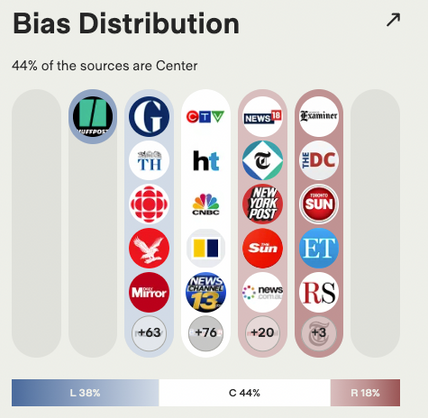 Bias Distribution
44% of the sources are Center
HUFFPOST
G
CTV
NEWS 18
Examiner
TH
ht
THE DC
CNBC
NEW YORK POST
TORONTO SUN
THE Sun
ET
Mirror
NEWS CHANNEL 13
news
.com.au
RS
+63
+76
+20
+3
L 38%
C 44%
R 18%